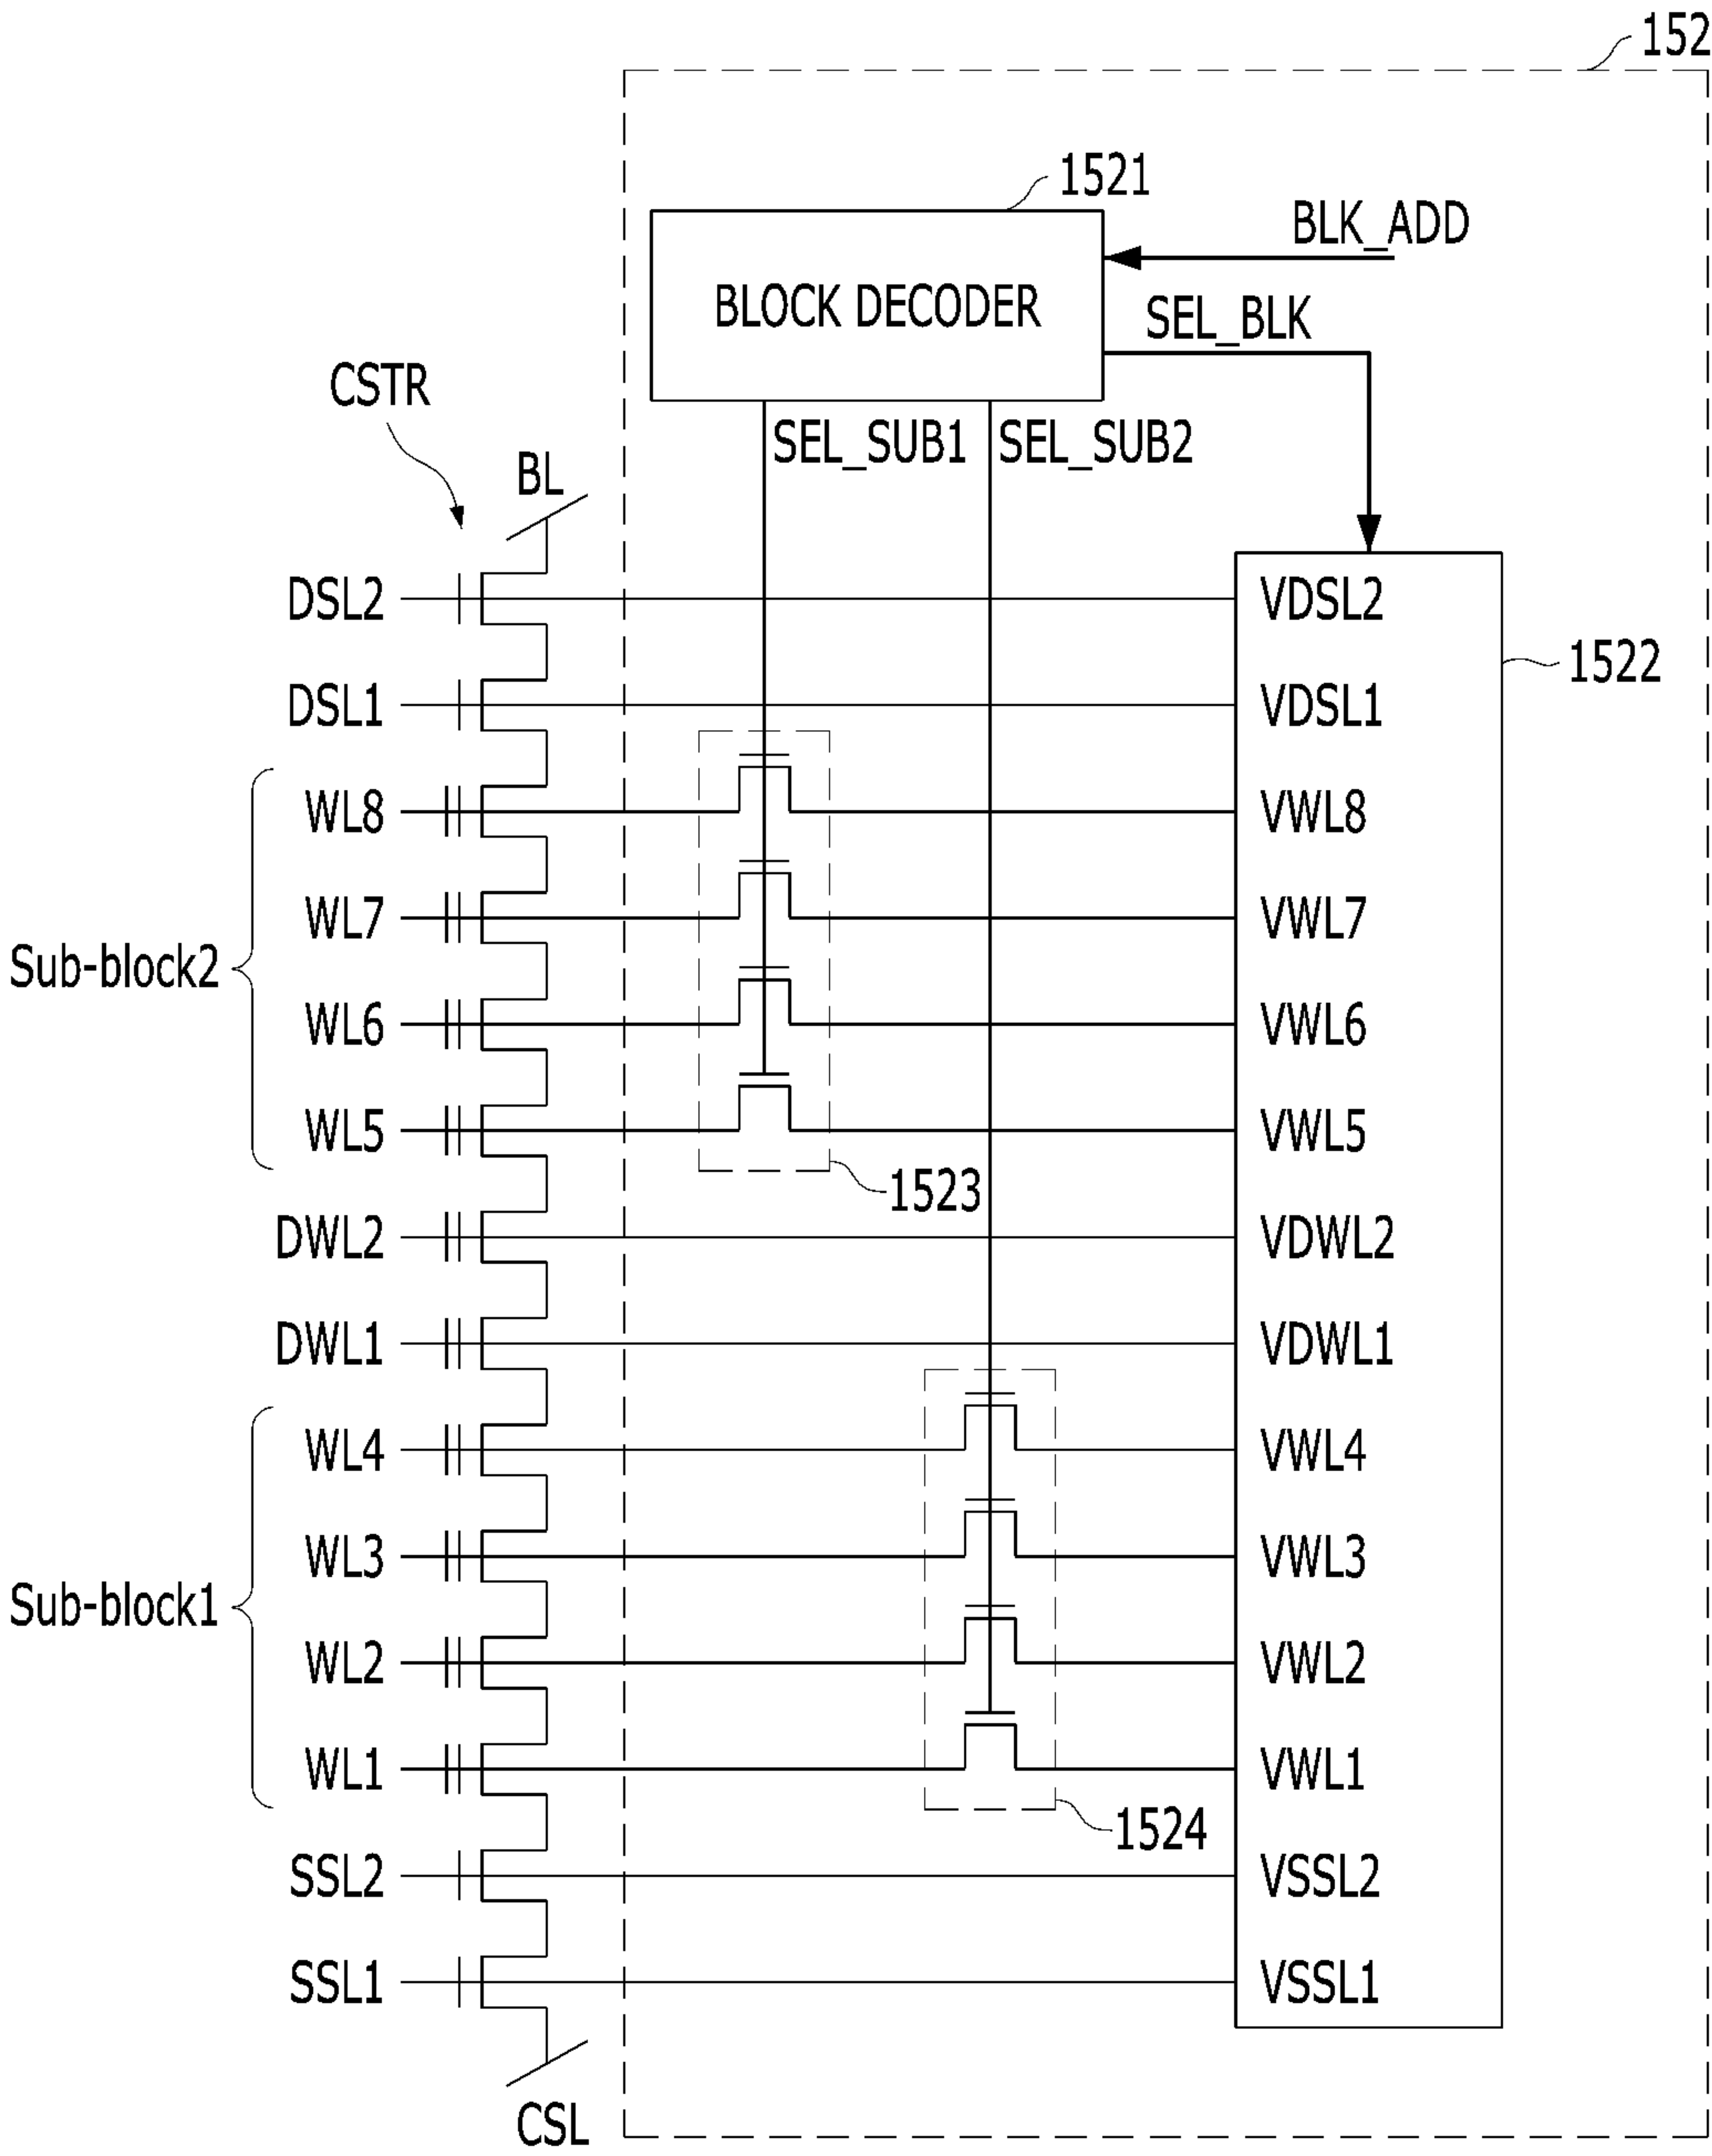 152
1521
BLK_ADD
BLOCK DECODER
SEL_BLK
CSTR
SEL_SUB1 SEL_SUB2
BL
DSL2 VDSL2
1522
DSL1 VDSL1
WL8 VWL8
WL7 VWL7
Sub-block2
WL6 VWL6
WL5 VWL5
1523
DWL2 VDWL2
DWL1 VDWL1
WL4 VWL4
WL3 VWL3
Sub-block1
WL2 VWL2
WL1 VWL1
1524
SSL2 VSSL2
SSL1 VSSL1
CSL